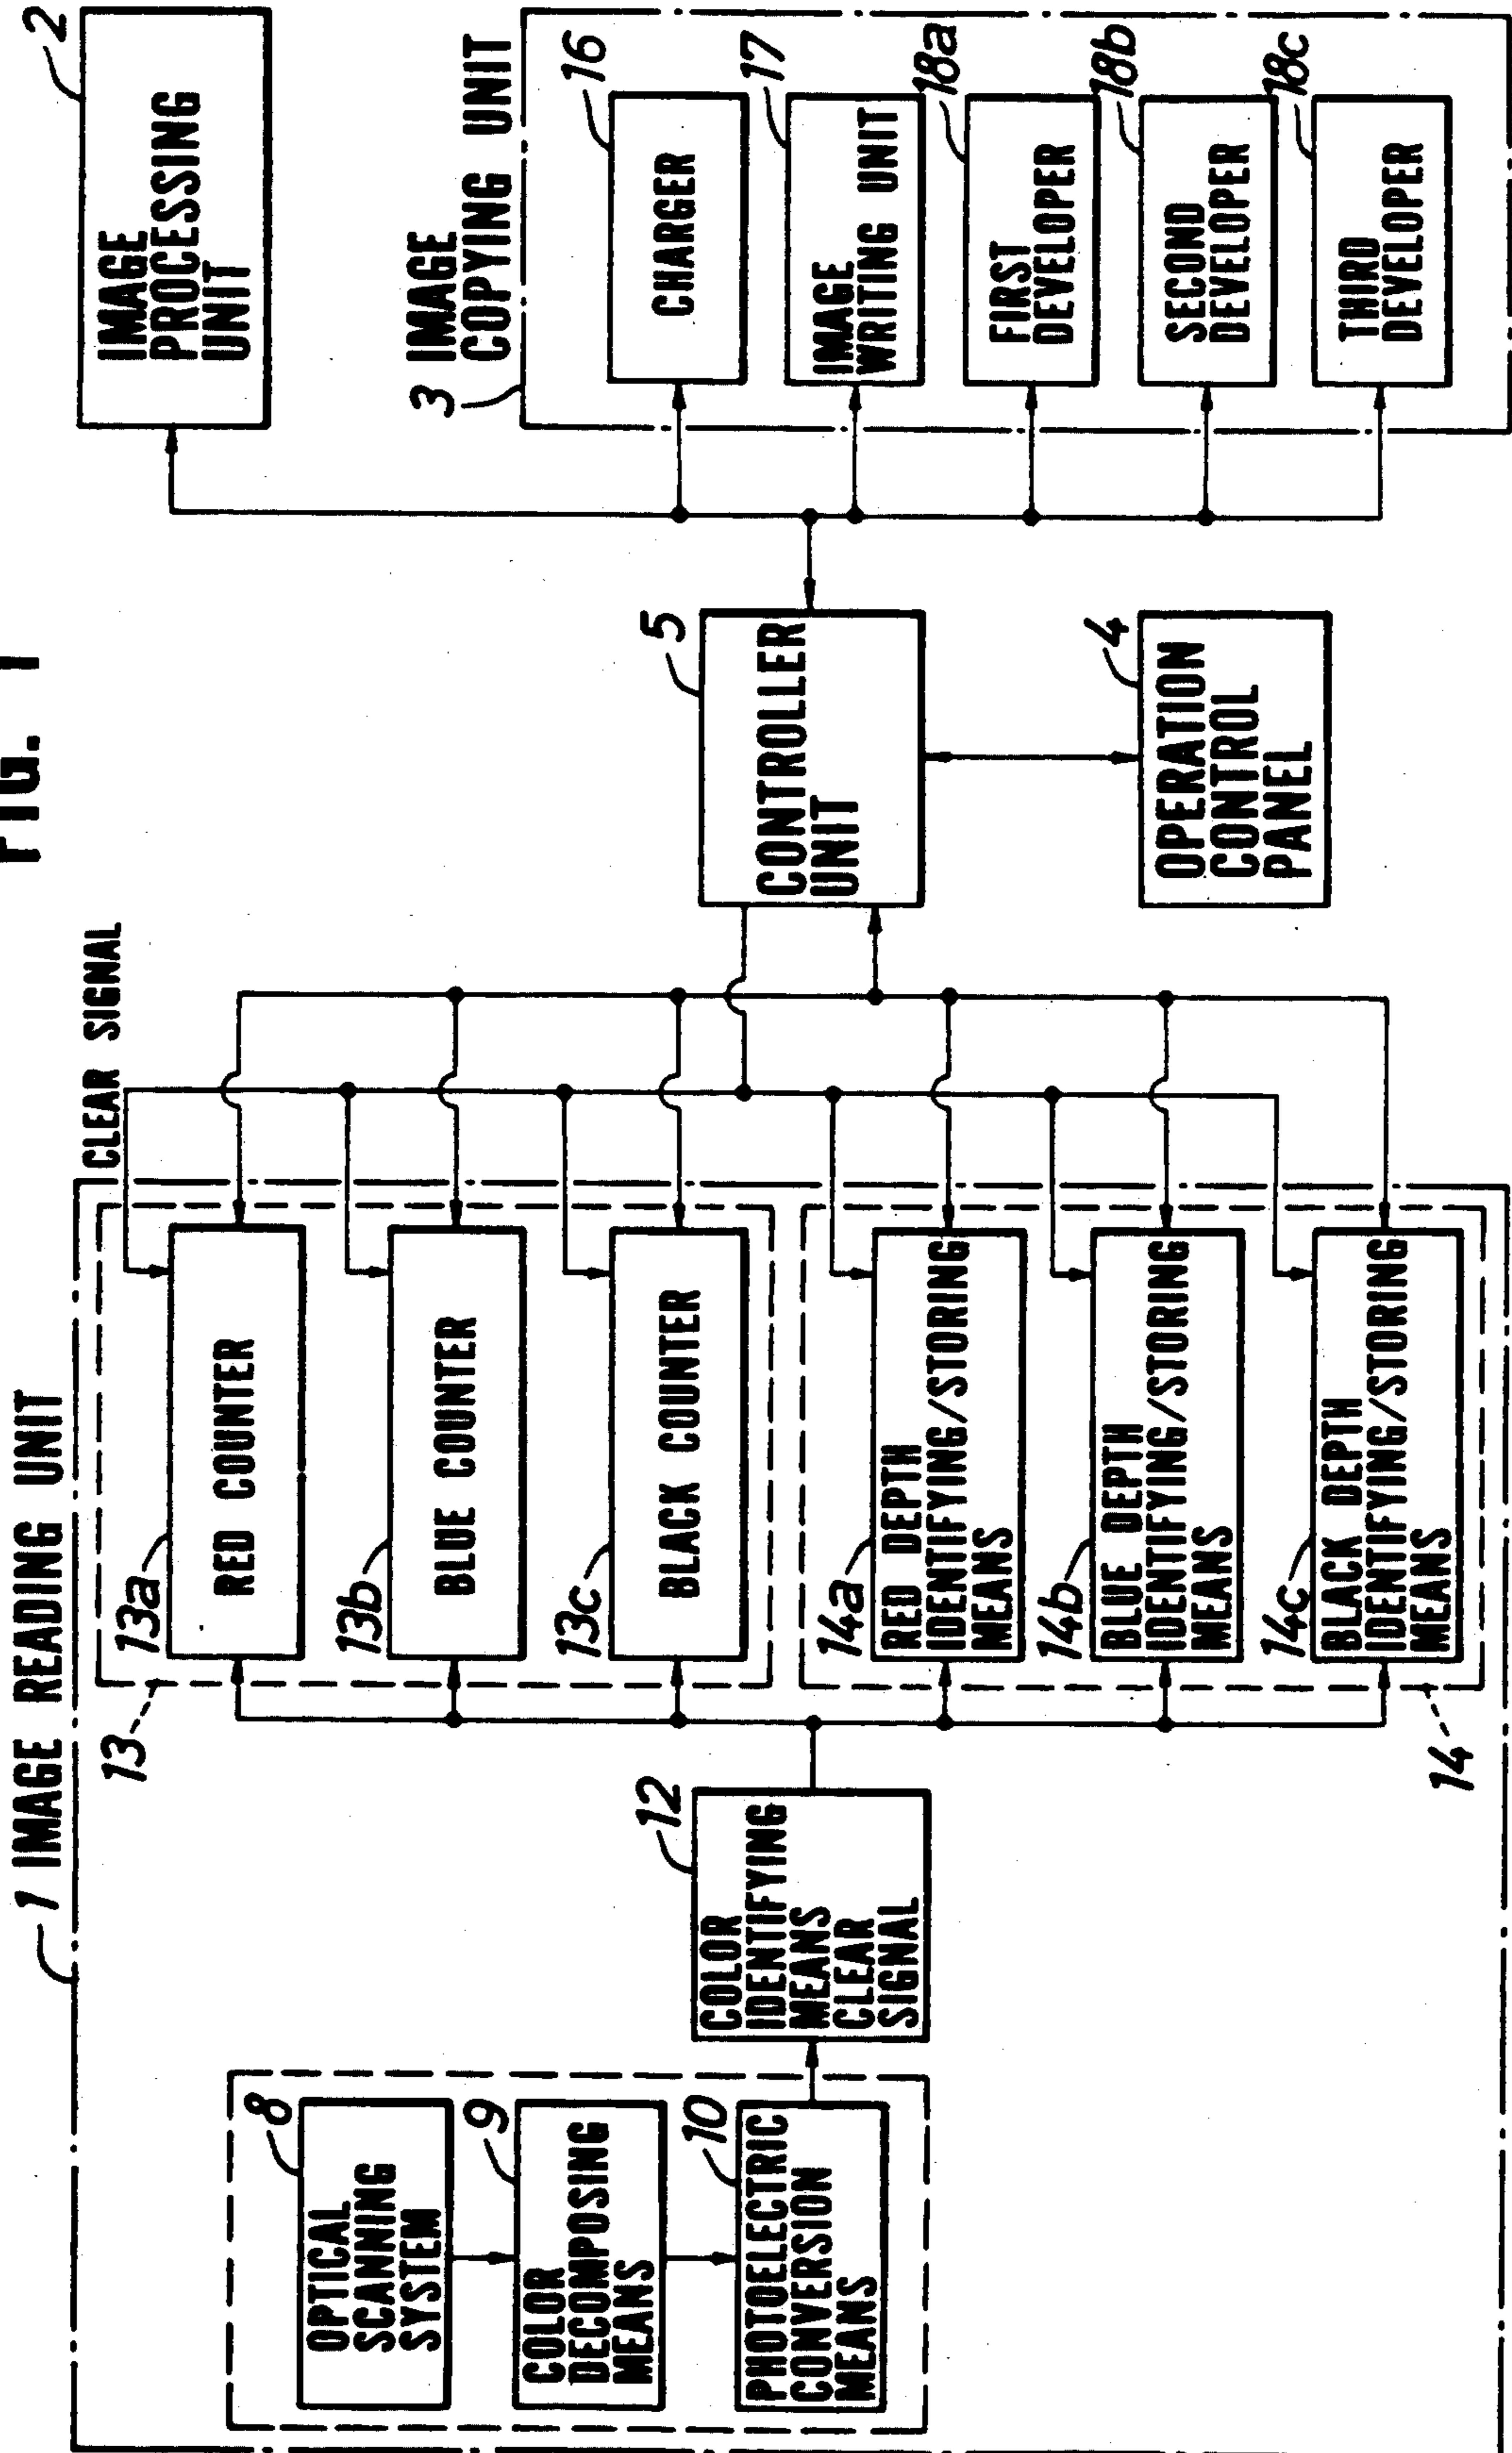 FIG. 1
1 IMAGE READING UNIT
8
OPTICAL
SCANNING
SYSTEM
9
COLOR
DECOMPOSING
MEANS
10
PHOTOELECTRIC
CONVERSION
MEANS
12
COLOR
IDENTIFYING
MEANS
CLEAR
SIGNAL
13
13a
RED COUNTER
13b
BLUE COUNTER
13c
BLACK COUNTER
14a
RED DEPTH
IDENTIFYING/STORING
MEANS
14b
BLUE DEPTH
IDENTIFYING/STORING
MEANS
14c
BLACK DEPTH
IDENTIFYING/STORING
MEANS
14
CLEAR SIGNAL
5
CONTROLLER
UNIT
4
OPERATION
CONTROL
PANEL
2
IMAGE
PROCESSING
UNIT
3
IMAGE
COPYING UNIT
16
CHARGER
17
IMAGE
WRITING UNIT
18a
FIRST
DEVELOPER
18b
SECOND
DEVELOPER
18c
THIRD
DEVELOPER